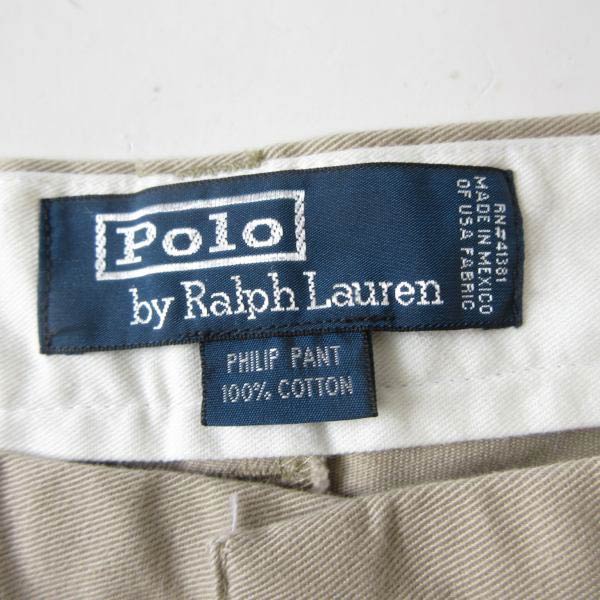 Polo
by Ralph Lauren
RN#41381
MADE IN MEXICO
OF USA FABRIC
PHILIP PANT
100% COTTON